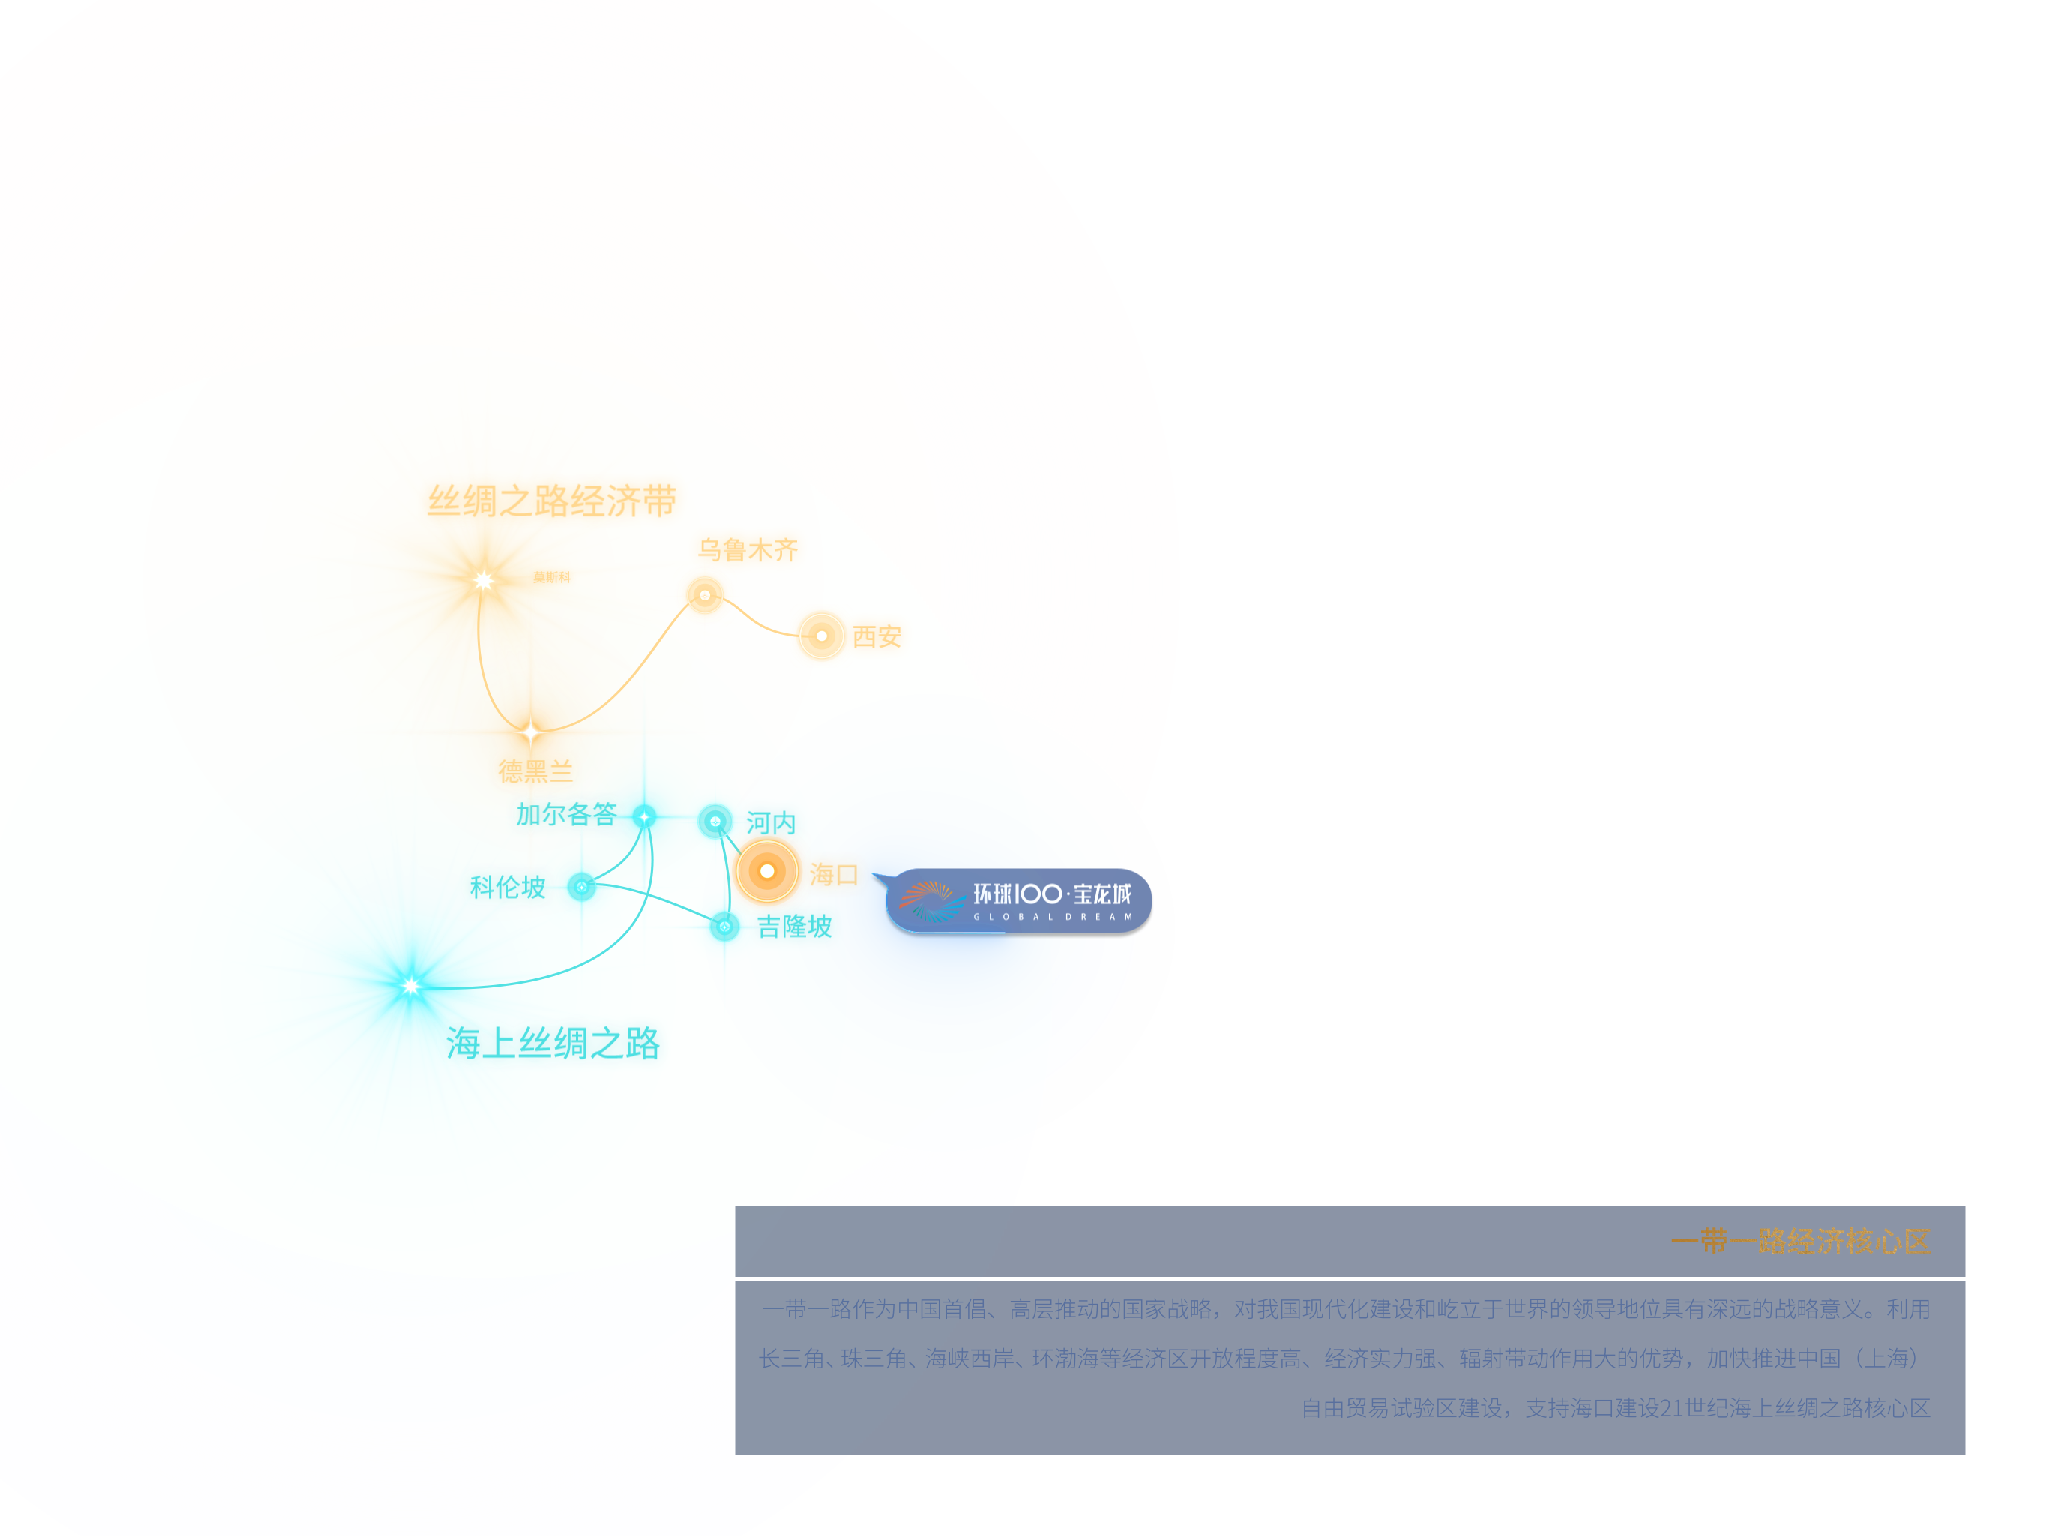 丝绸之路经济带
乌鲁木齐
莫斯科
西安
德黑兰
加尔各答
河内
海口
科伦坡
环球100·宝龙城
GLOBAL DREAM
吉隆坡
海上丝绸之路
一带一路经济核心区
一带一路作为中国首倡、高层推动的国家战略，对我国现代化建设和屹立于世界的领导地位具有深远的战略意义。利用
长三角、珠三角、海峡西岸、环渤海等经济区开放程度高、经济实力强、辐射带动作用大的优势，加快推进中国（上海）
自由贸易试验区建设，支持海口建设21世纪海上丝绸之路核心区